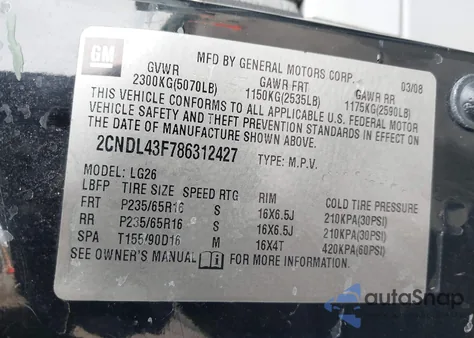 GM
MFD BY GENERAL MOTORS CORP. 03/08
GVWR GAWR FRT GAWR RR
2300KG(5070LB) 1150KG(2535LB) 1175KG(2590LB)
THIS VEHICLE CONFORMS TO ALL APPLICABLE U.S. FEDERAL MOTOR
VEHICLE SAFETY AND THEFT PREVENTION STANDARDS IN EFFECT ON THE
DATE OF MANUFACTURE SHOWN ABOVE.
2CNDL43F786312427 TYPE: M.P.V.
MODEL: LG26
LBFP TIRE SIZE SPEED RTG RIM COLD TIRE PRESSURE
FRT P235/65R16 S 16X6.5J 210KPA(30PSI)
RR P235/65R16 S 16X6.5J 210KPA(30PSI)
SPA T155/90D16 M 16X4T 420KPA(60PSI)
SEE OWNER'S MANUAL i FOR MORE INFORMATION.
autoSnap